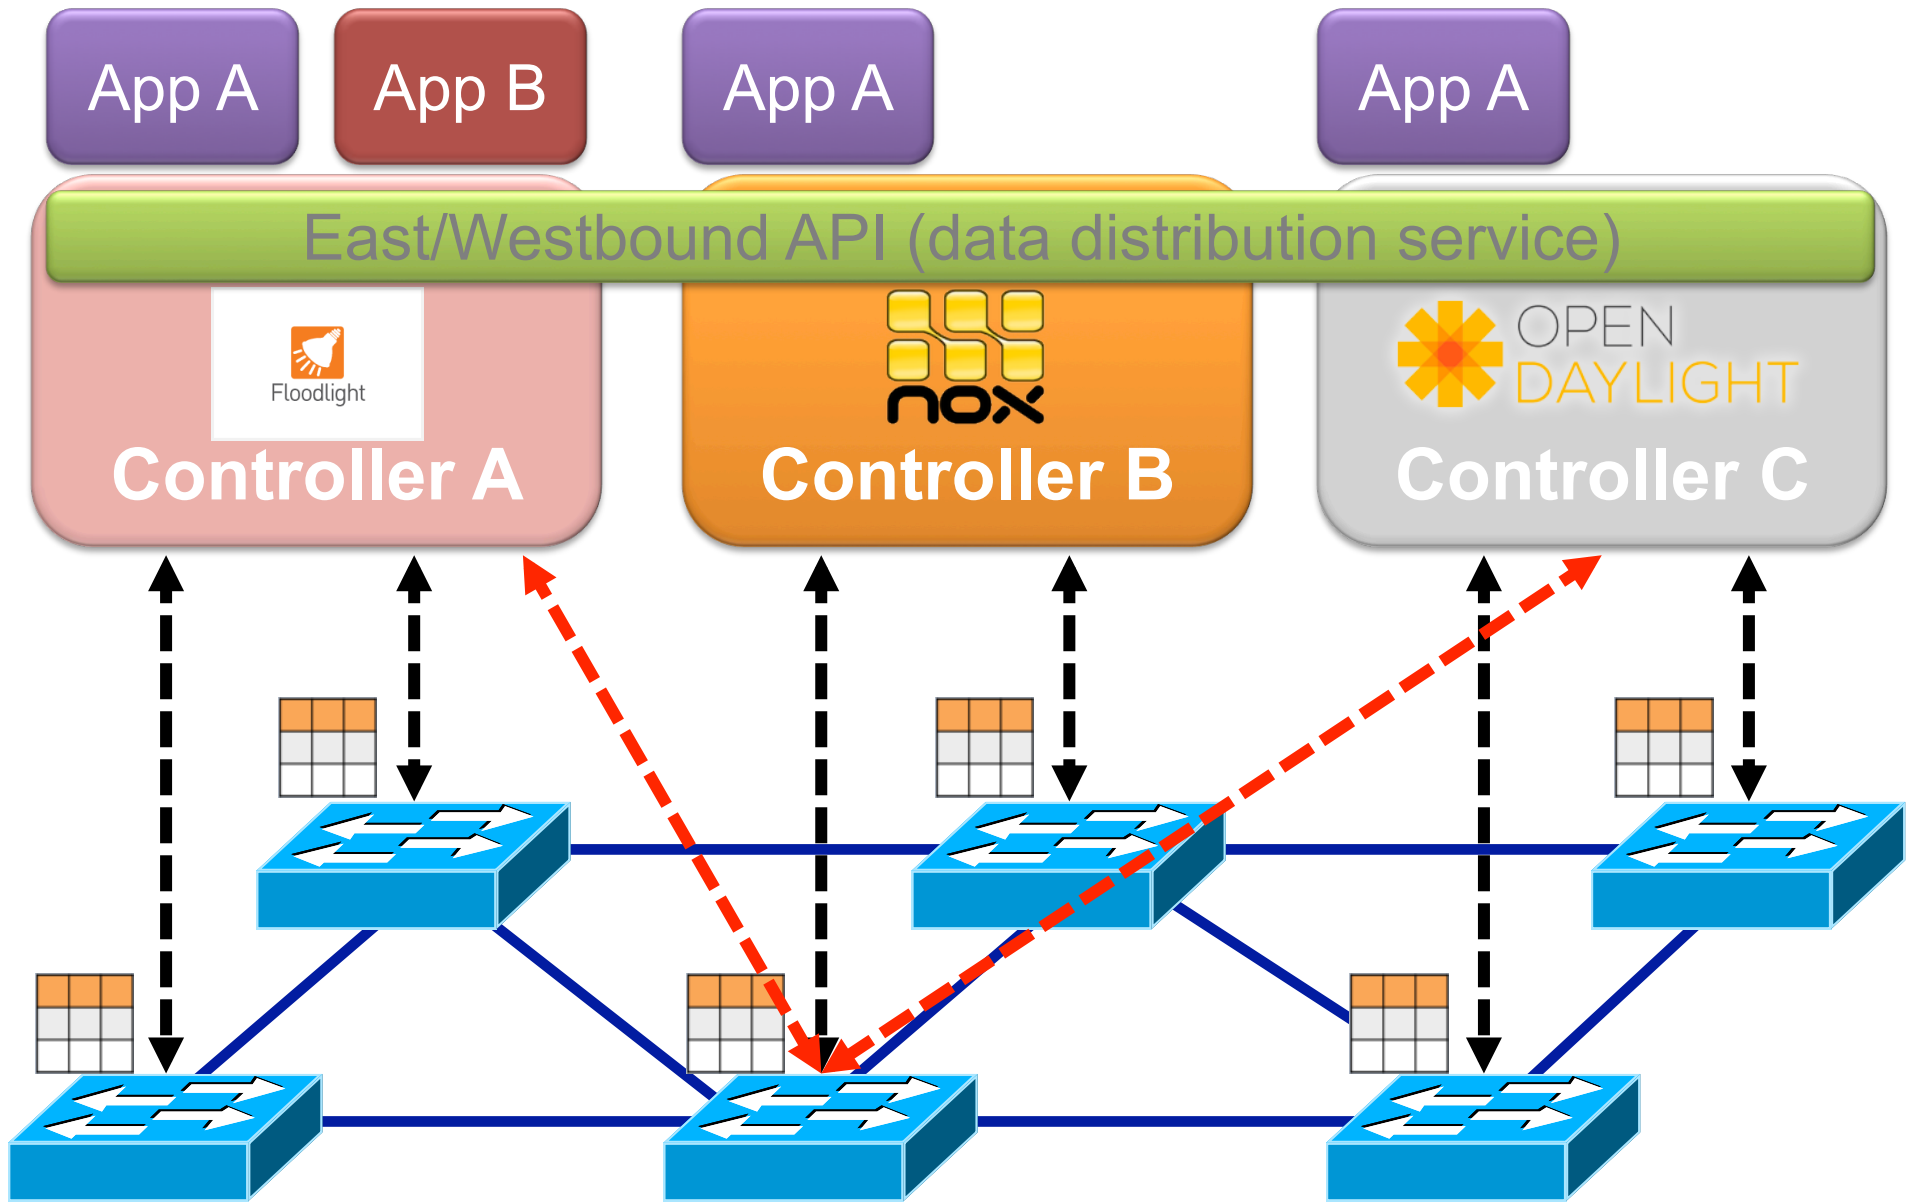 App A
App B
App A
App A
East/Westbound API (data distribution service)
Floodlight
Controller A
nox
Controller B
OPEN
DAYLIGHT
Controller C